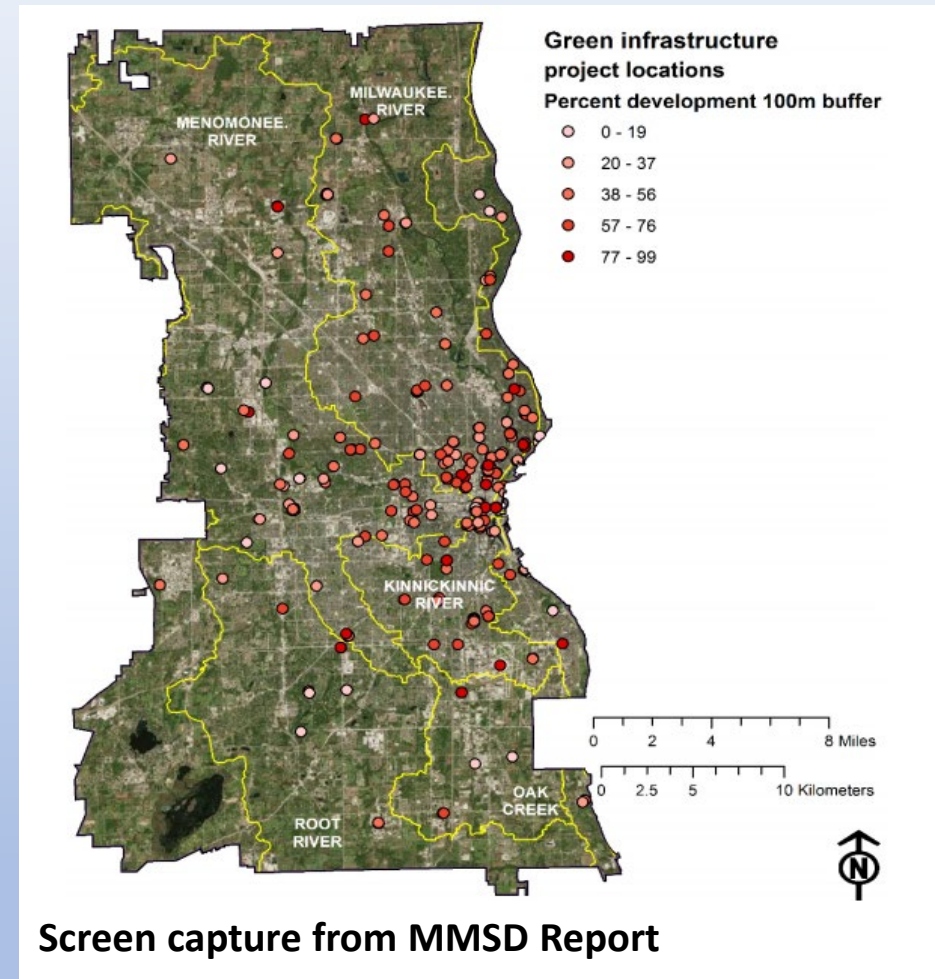 Green infrastructure
project locations
Percent development 100m buffer
0 - 19
20 - 37
38 - 56
57 - 76
77 - 99
MILWAUKEE.
RIVER
MENOMONEE.
RIVER
KINNICKINNIC
RIVER
0 2 4 8 Miles
0 2.5 5 10 Kilometers
OAK
CREEK
ROOT
RIVER
N
Screen capture from MMSD Report